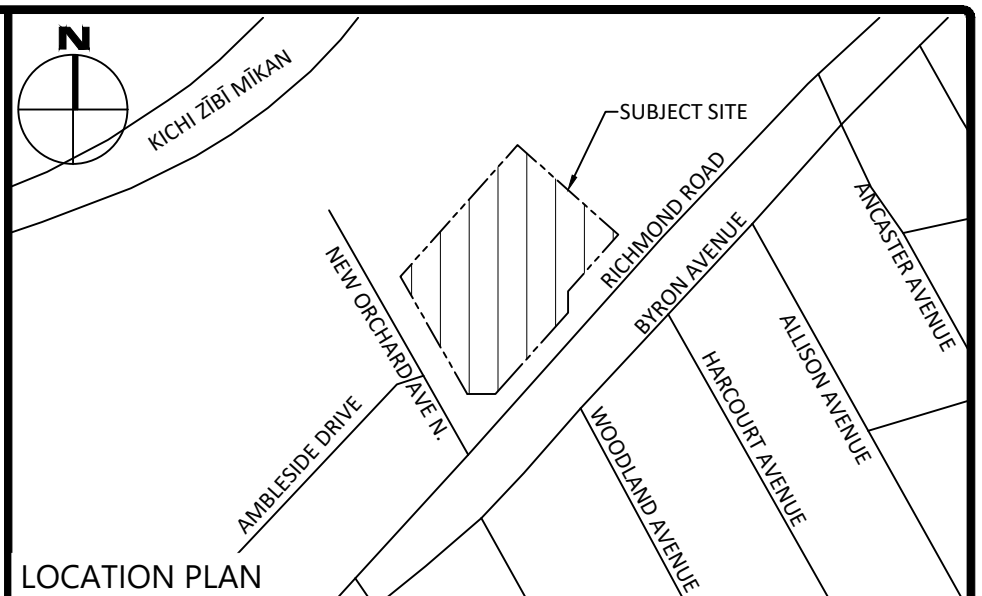 N
KICHI ZĪBĪ MĪKAN
SUBJECT SITE
RICHMOND ROAD
BYRON AVENUE
ANCASTER AVENUE
NEW ORCHARD AVE N.
ALLISON AVENUE
HARCOURT AVENUE
AMBLESIDE DRIVE
WOODLAND AVENUE
LOCATION PLAN